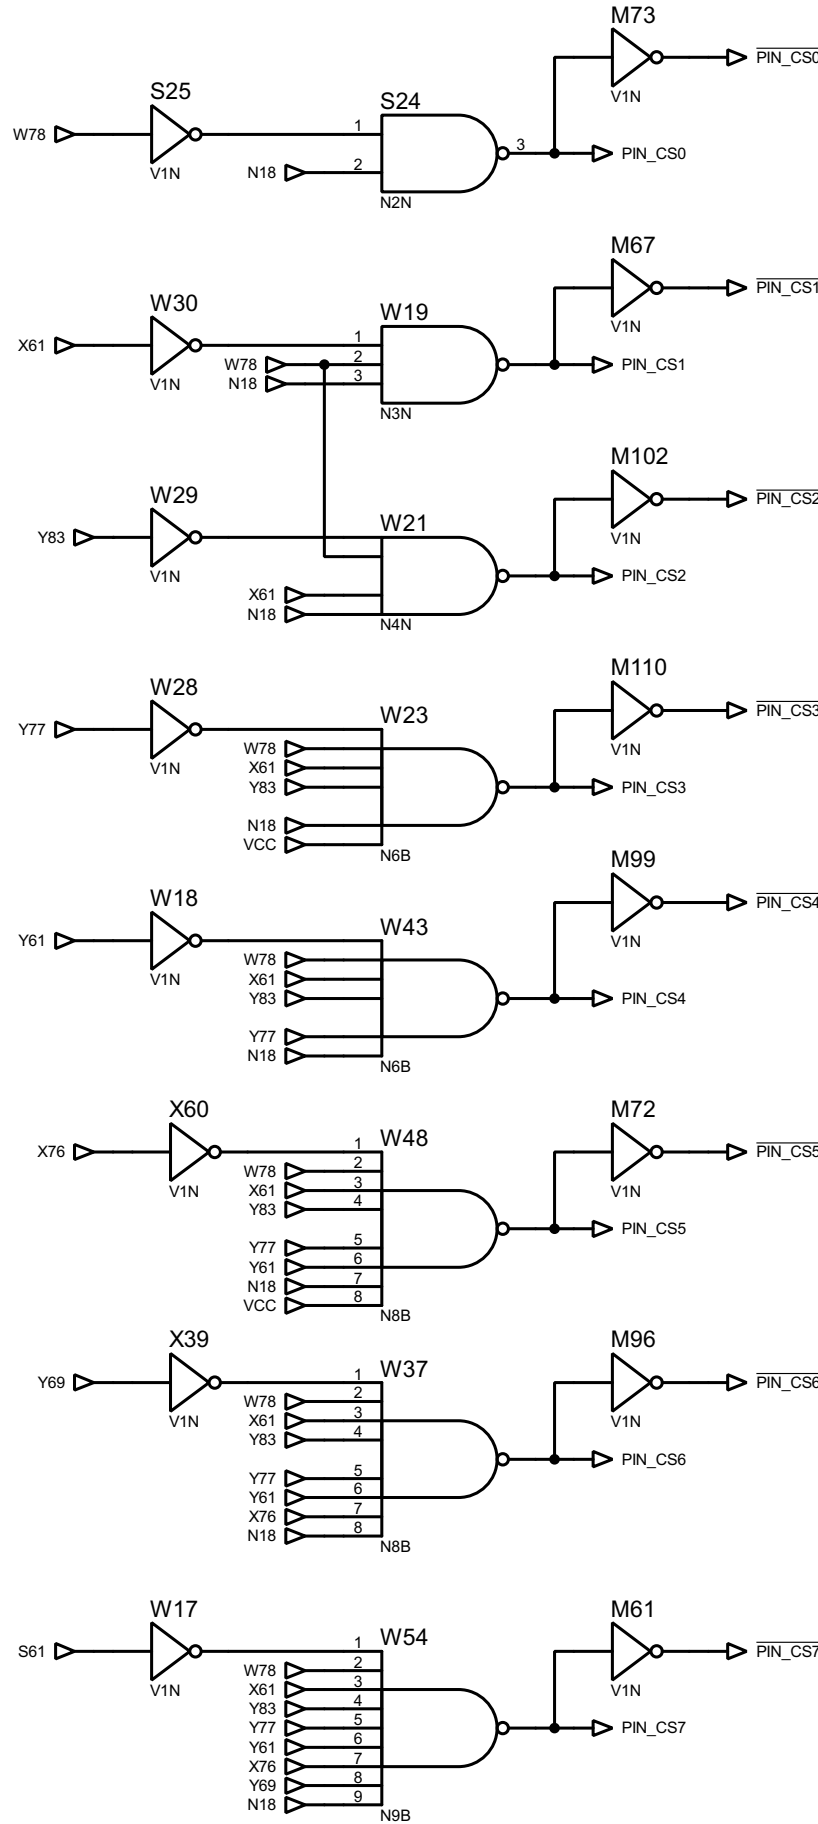 M73
PIN_CS0
V1N
S25
W78
V1N
S24
1
N18 2
3
PIN_CS0
N2N
M67
PIN_CS1
V1N
W30
X61
V1N
W19
1
W78 2
N18 3
PIN_CS1
N3N
M102
PIN_CS2
V1N
W29
Y83
V1N
W21
PIN_CS2
X61
N18
N4N
M110
PIN_CS3
V1N
W28
Y77
V1N
W23
W78
X61
Y83
PIN_CS3
N18
VCC
N6B
M99
PIN_CS4
V1N
W18
Y61
V1N
W43
W78
X61
Y83
PIN_CS4
Y77
N18
N6B
M72
PIN_CS5
V1N
X60
X76
V1N
W48
1
W78 2
X61 3
Y83 4
PIN_CS5
Y77 5
Y61 6
N18 7
VCC 8
N8B
M96
PIN_CS6
V1N
X39
Y69
V1N
W37
1
W78 2
X61 3
Y83 4
PIN_CS6
Y77 5
Y61 6
X76 7
N18 8
N8B
M61
PIN_CS7
V1N
W17
S61
V1N
W54
1
W78 2
X61 3
Y83 4
Y77 5
PIN_CS7
Y61 6
X76 7
Y69 8
N18 9
N9B